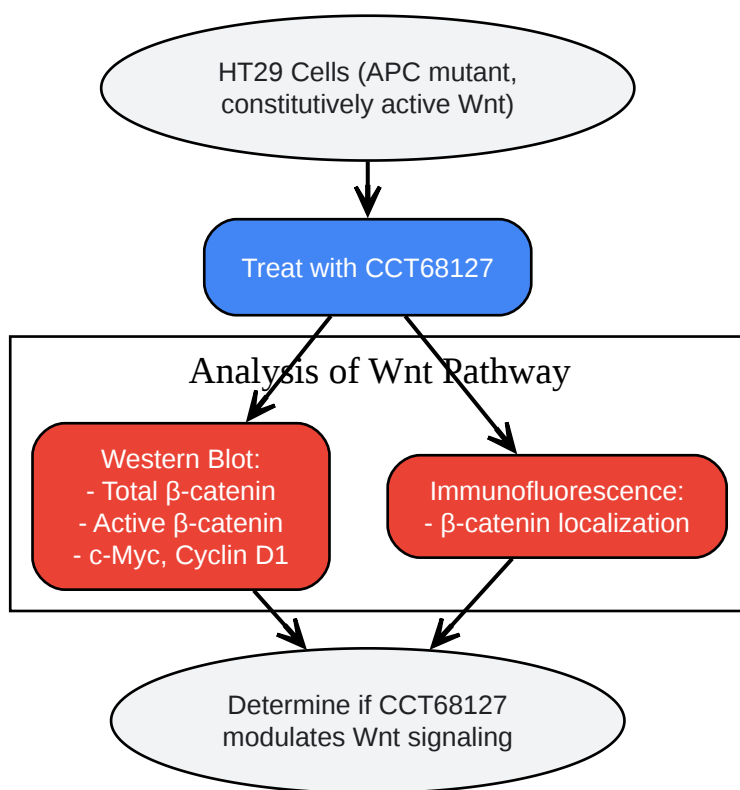 HT29 Cells (APC mutant,
constitutively active Wnt)
Treat with CCT68127
Analysis of Wnt Pathway
Western Blot:
- Total β-catenin
- Active β-catenin
- c-Myc, Cyclin D1
Immunofluorescence:
- β-catenin localization
Determine if CCT68127
modulates Wnt signaling